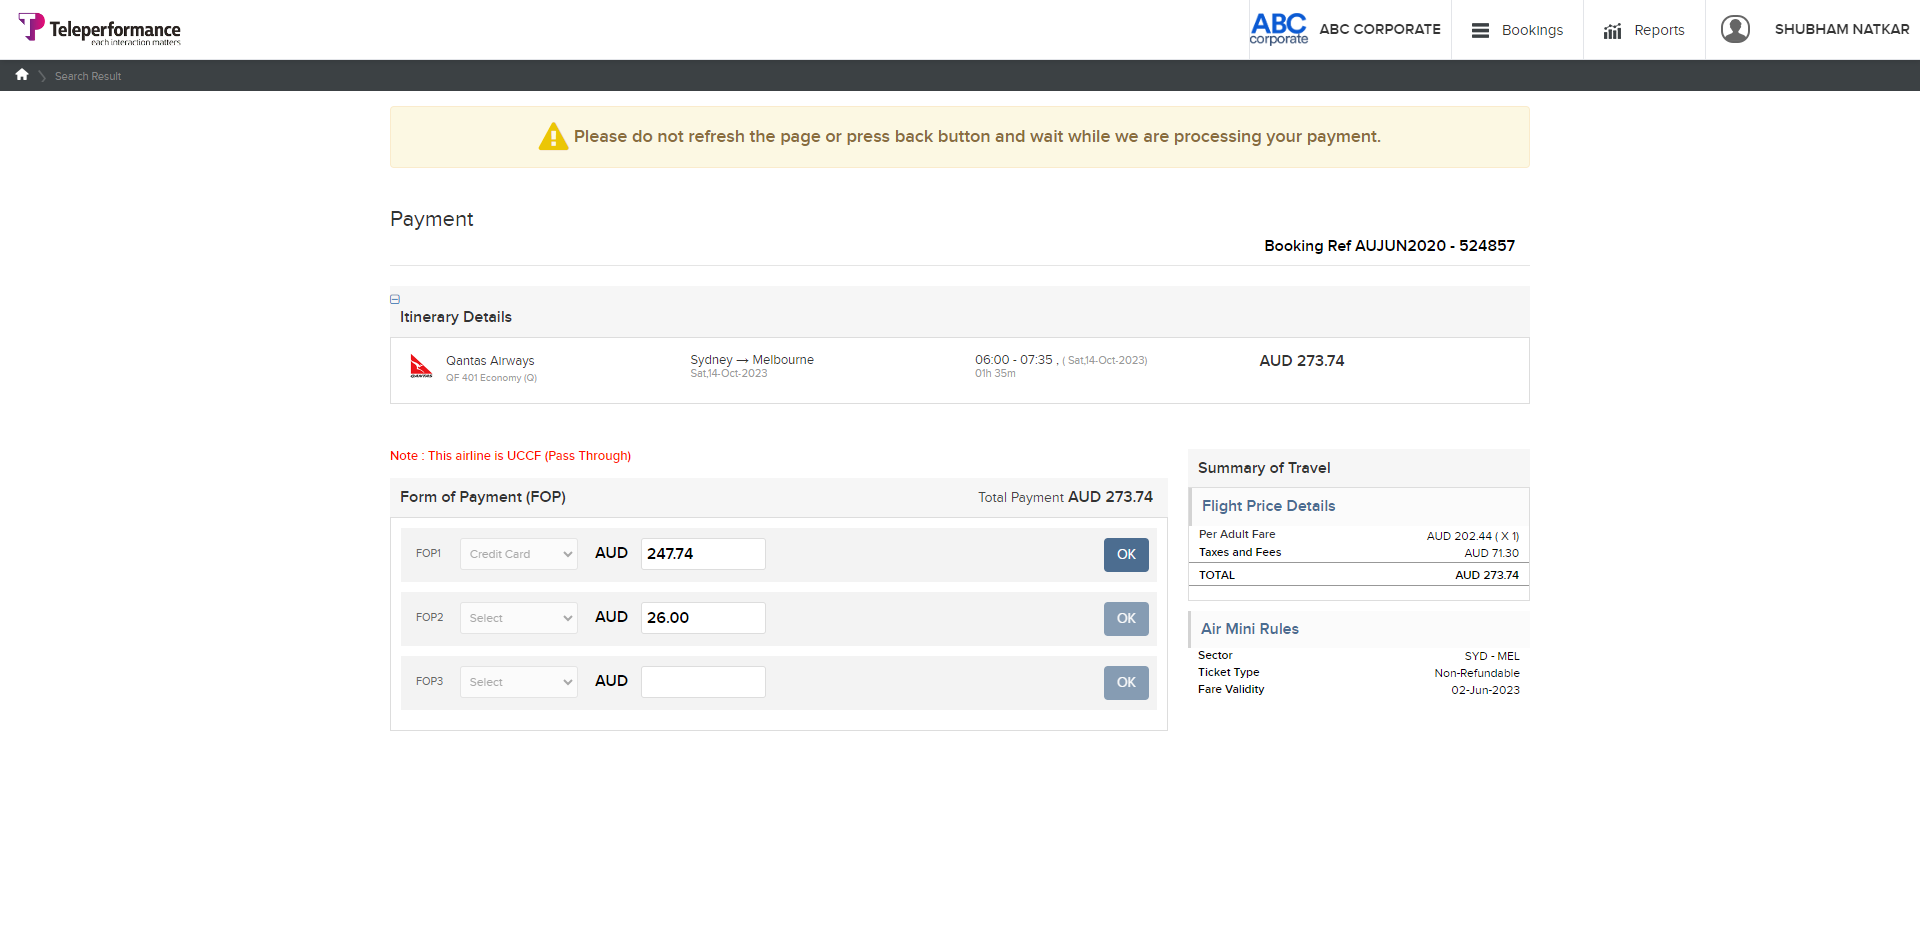 Teleperformance
each interaction matters
ABC
corporate
ABC CORPORATE
Bookings
Reports
SHUBHAM NATKAR
Search Result
Please do not refresh the page or press back button and wait while we are processing your payment.
Payment
Booking Ref AUJUN2020 - 524857
Itinerary Details
Qantas Airways
QF 401 Economy (Q)
Sydney → Melbourne
Sat,14-Oct-2023
06:00 - 07:35 , ( Sat,14-Oct-2023)
01h 35m
AUD 273.74
QANTAS
Note : This airline is UCCF (Pass Through)
Form of Payment (FOP)
Total Payment AUD 273.74
FOP1 Credit Card AUD 247.74 OK
FOP2 Select AUD 26.00 OK
FOP3 Select AUD OK
Summary of Travel
Flight Price Details
Per Adult Fare AUD 202.44 ( X 1)
Taxes and Fees AUD 71.30
TOTAL AUD 273.74
Air Mini Rules
Sector SYD - MEL
Ticket Type Non-Refundable
Fare Validity 02-Jun-2023